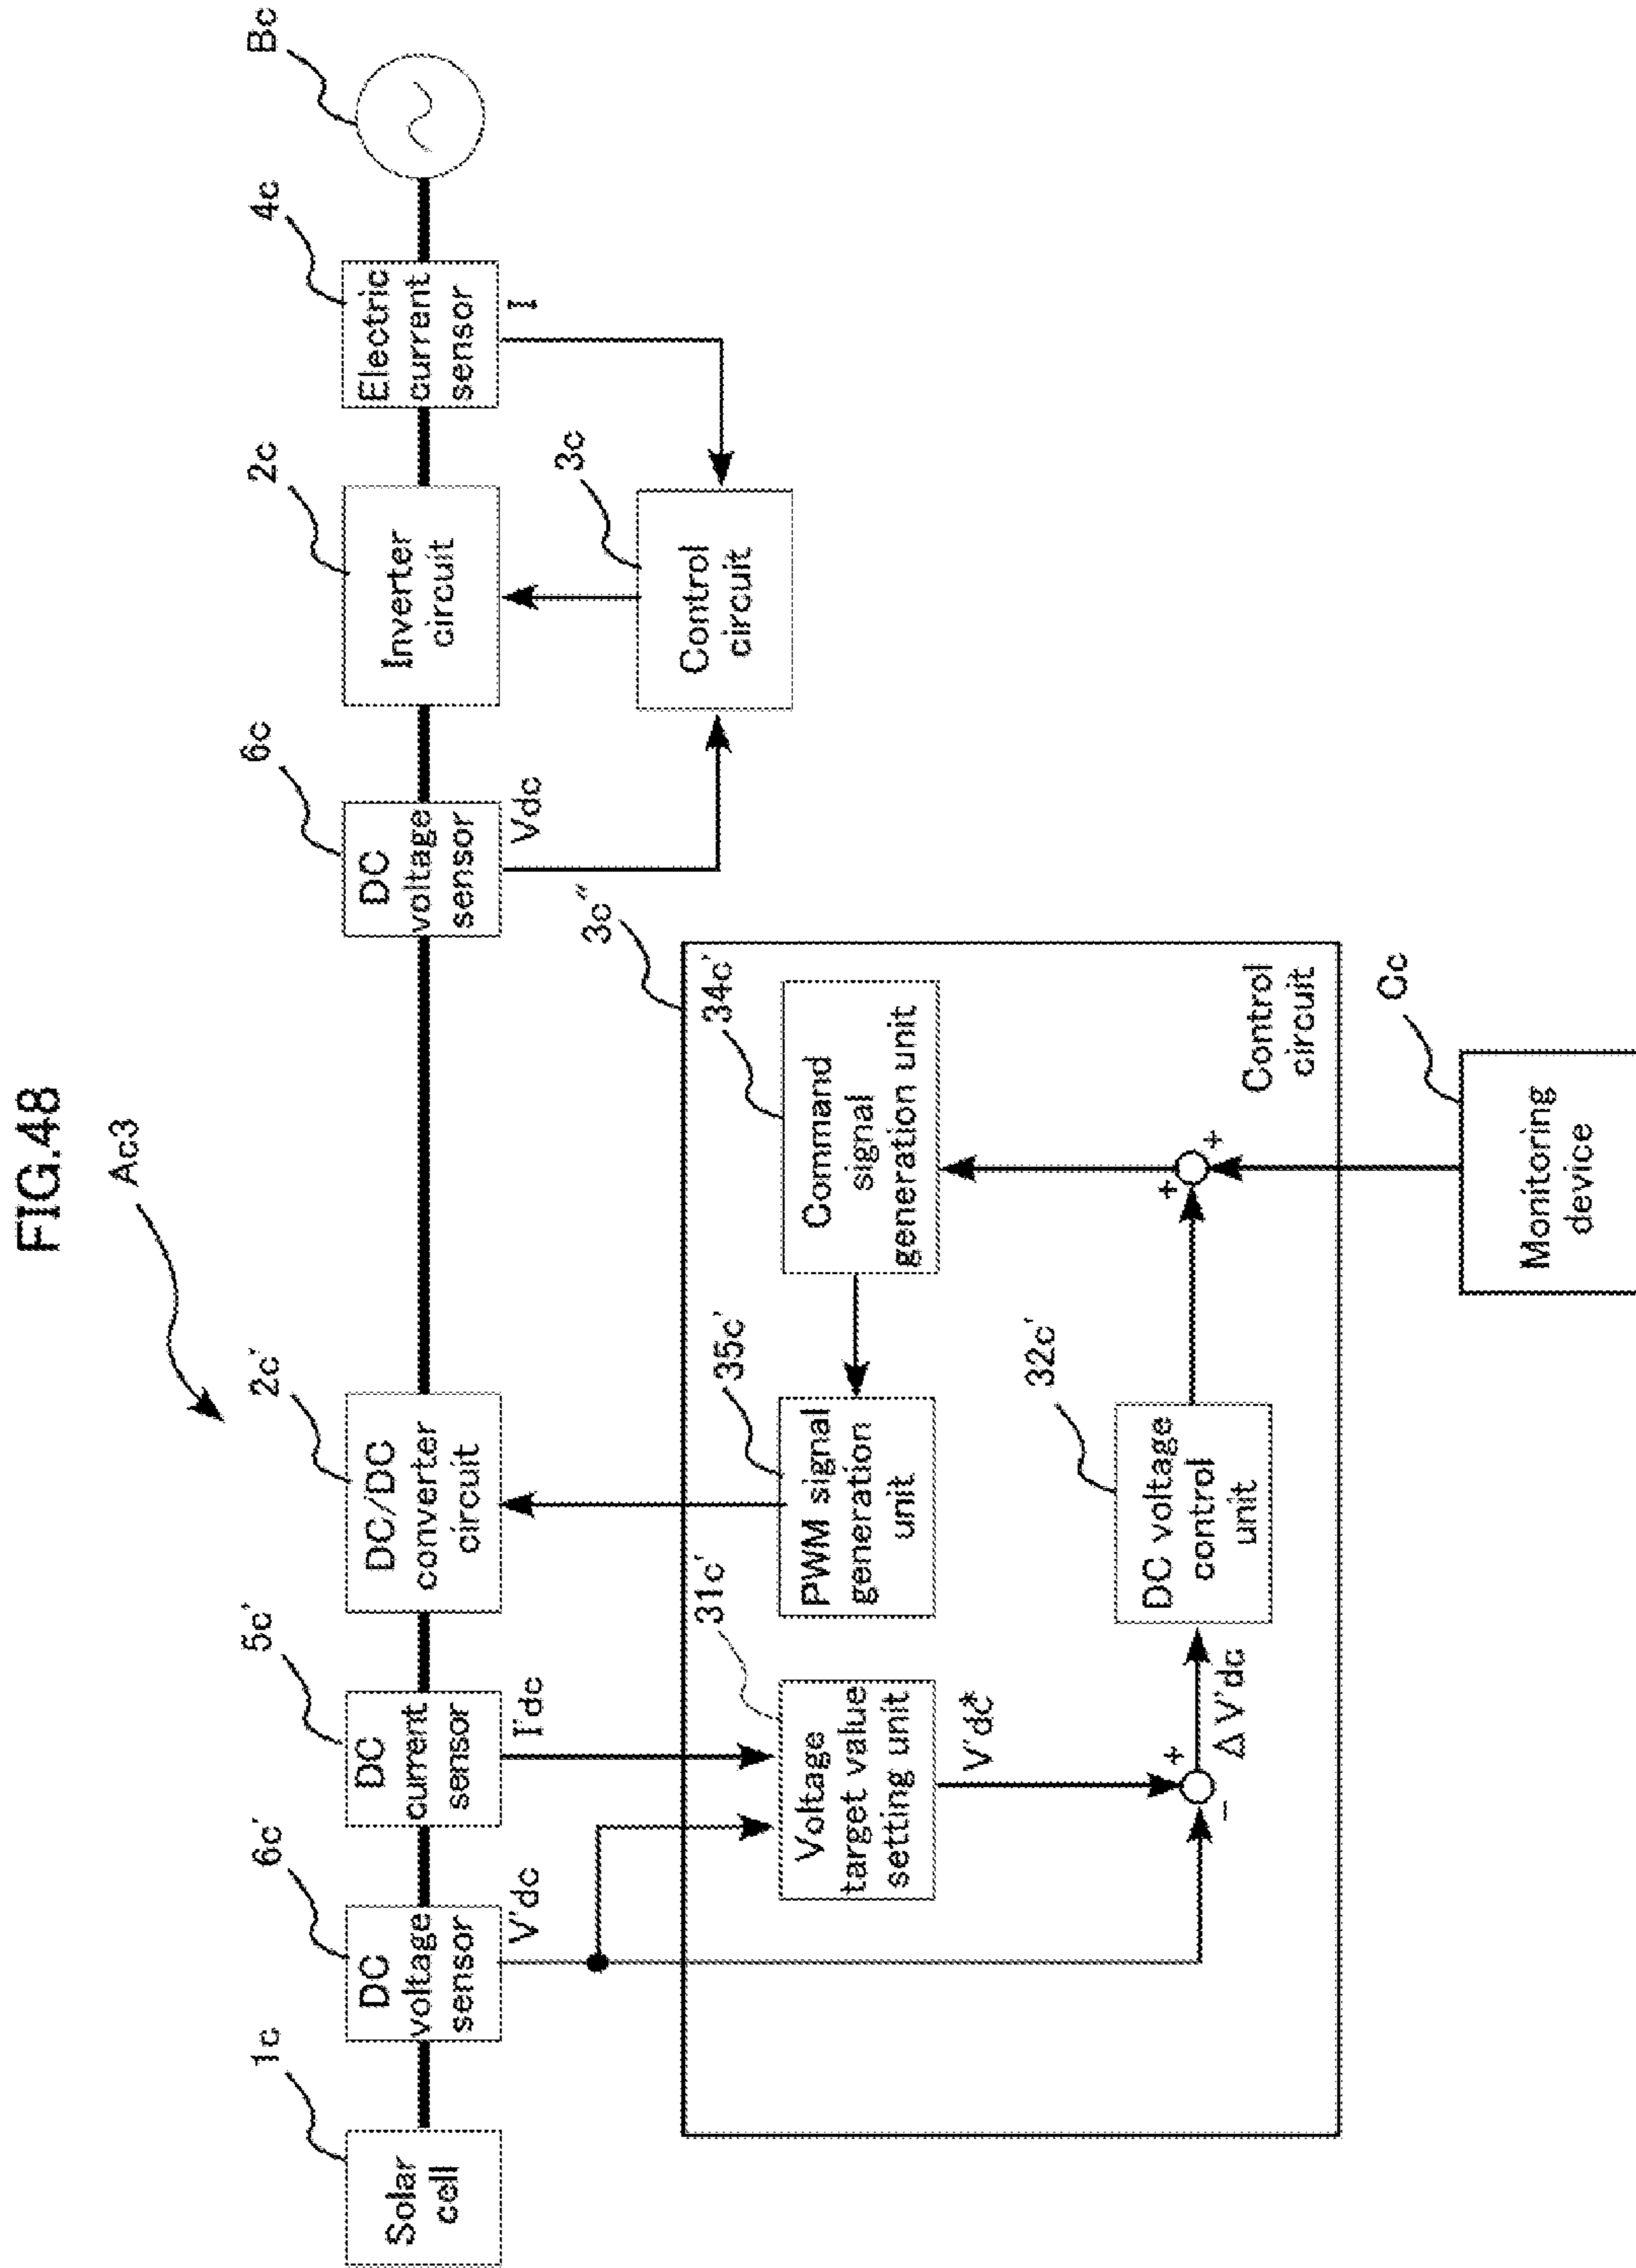 FIG.48
Ac3
1c
6c'
5c'
2c'
6c
2c
4c
Bc
Solar
cell
DC
voltage
sensor
DC
current
sensor
DC/DC
converter
circuit
DC
voltage
sensor
Inverter
circuit
Electric
current
sensor
V'dc
I'dc
Vdc
I
3c
Control
circuit
3c"
31c'
35c'
34c'
Voltage
target value
setting unit
PWM signal
generation
unit
Command
signal
generation unit
V'dc*
+
−
ΔV'dc
32c'
DC voltage
control
unit
+
+
Control
circuit
Cc
Monitoring
device